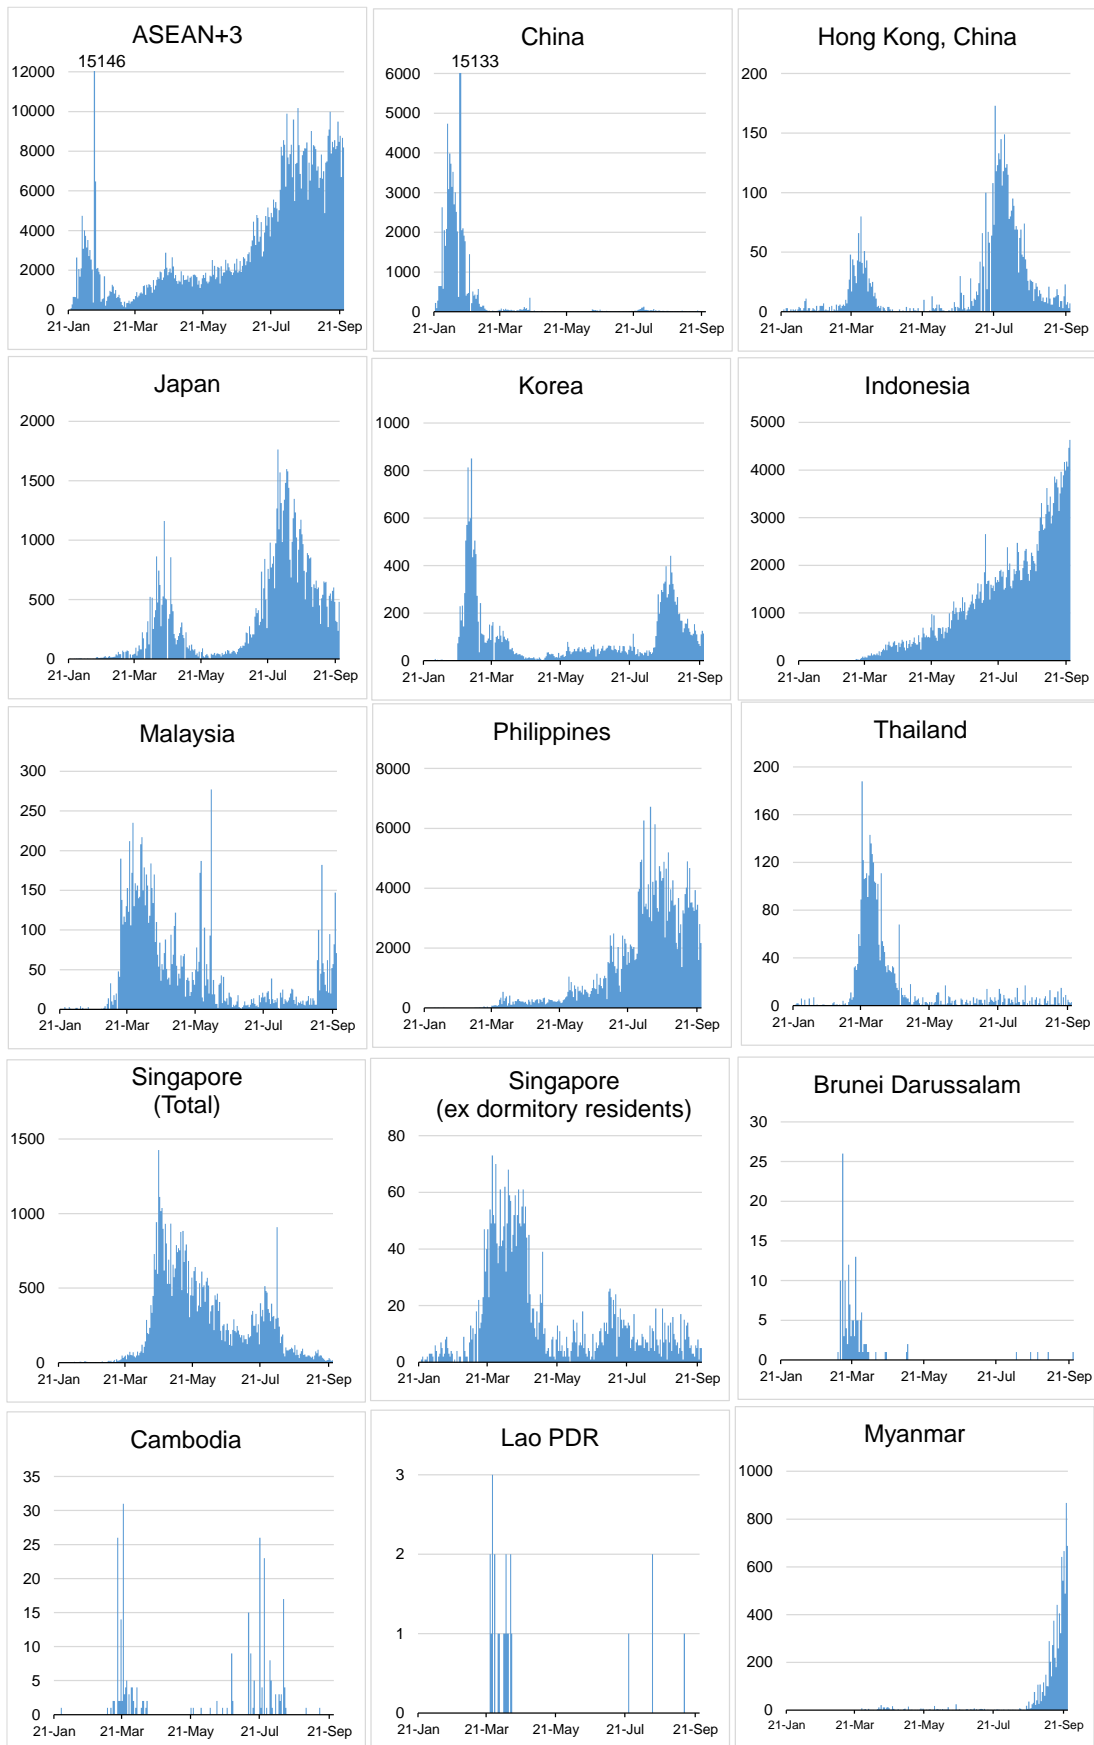 ASEAN+3
15146
12000
10000
8000
6000
4000
2000
0
21-Jan 21-Mar 21-May 21-Jul 21-Sep
China
15133
6000
5000
4000
3000
2000
1000
0
21-Jan 21-Mar 21-May 21-Jul 21-Sep
Hong Kong, China
200
150
100
50
0
21-Jan 21-Mar 21-May 21-Jul 21-Sep
Japan
2000
1500
1000
500
0
21-Jan 21-Mar 21-May 21-Jul 21-Sep
Korea
1000
800
600
400
200
0
21-Jan 21-Mar 21-May 21-Jul 21-Sep
Indonesia
5000
4000
3000
2000
1000
0
21-Jan 21-Mar 21-May 21-Jul 21-Sep
Malaysia
300
250
200
150
100
50
0
21-Jan 21-Mar 21-May 21-Jul 21-Sep
Philippines
8000
6000
4000
2000
0
21-Jan 21-Mar 21-May 21-Jul 21-Sep
Thailand
200
160
120
80
40
0
21-Jan 21-Mar 21-May 21-Jul 21-Sep
Singapore
(Total)
1500
1000
500
0
21-Jan 21-Mar 21-May 21-Jul 21-Sep
Singapore
(ex dormitory residents)
80
60
40
20
0
21-Jan 21-Mar 21-May 21-Jul 21-Sep
Brunei Darussalam
30
25
20
15
10
5
0
21-Jan 21-Mar 21-May 21-Jul 21-Sep
Cambodia
35
30
25
20
15
10
5
0
21-Jan 21-Mar 21-May 21-Jul 21-Sep
Lao PDR
3
2
1
0
21-Jan 21-Mar 21-May 21-Jul 21-Sep
Myanmar
1000
800
600
400
200
0
21-Jan 21-Mar 21-May 21-Jul 21-Sep